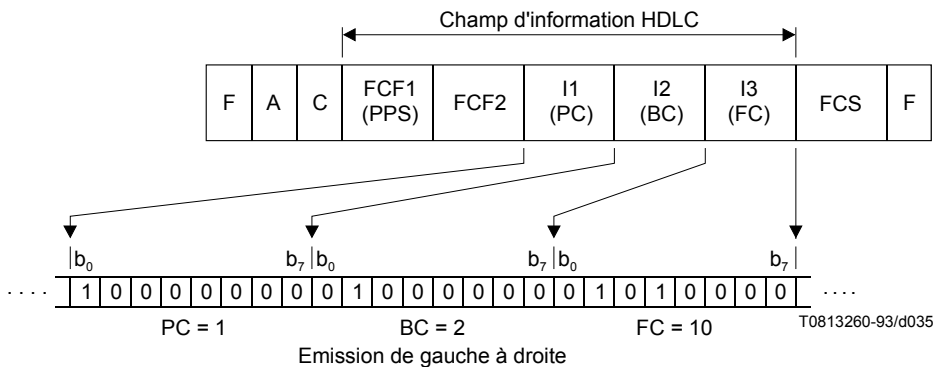 Champ d'information HDLC
F A C FCF1 (PPS) FCF2 I1 (PC) I2 (BC) I3 (FC) FCS F
b0 b7 b0 b7 b0 b7
. . . . 1 0 0 0 0 0 0 0 0 1 0 0 0 0 0 0 0 1 0 1 0 0 0 0 . . . .
PC = 1 BC = 2 FC = 10 T0813260-93/d035
Emission de gauche à droite